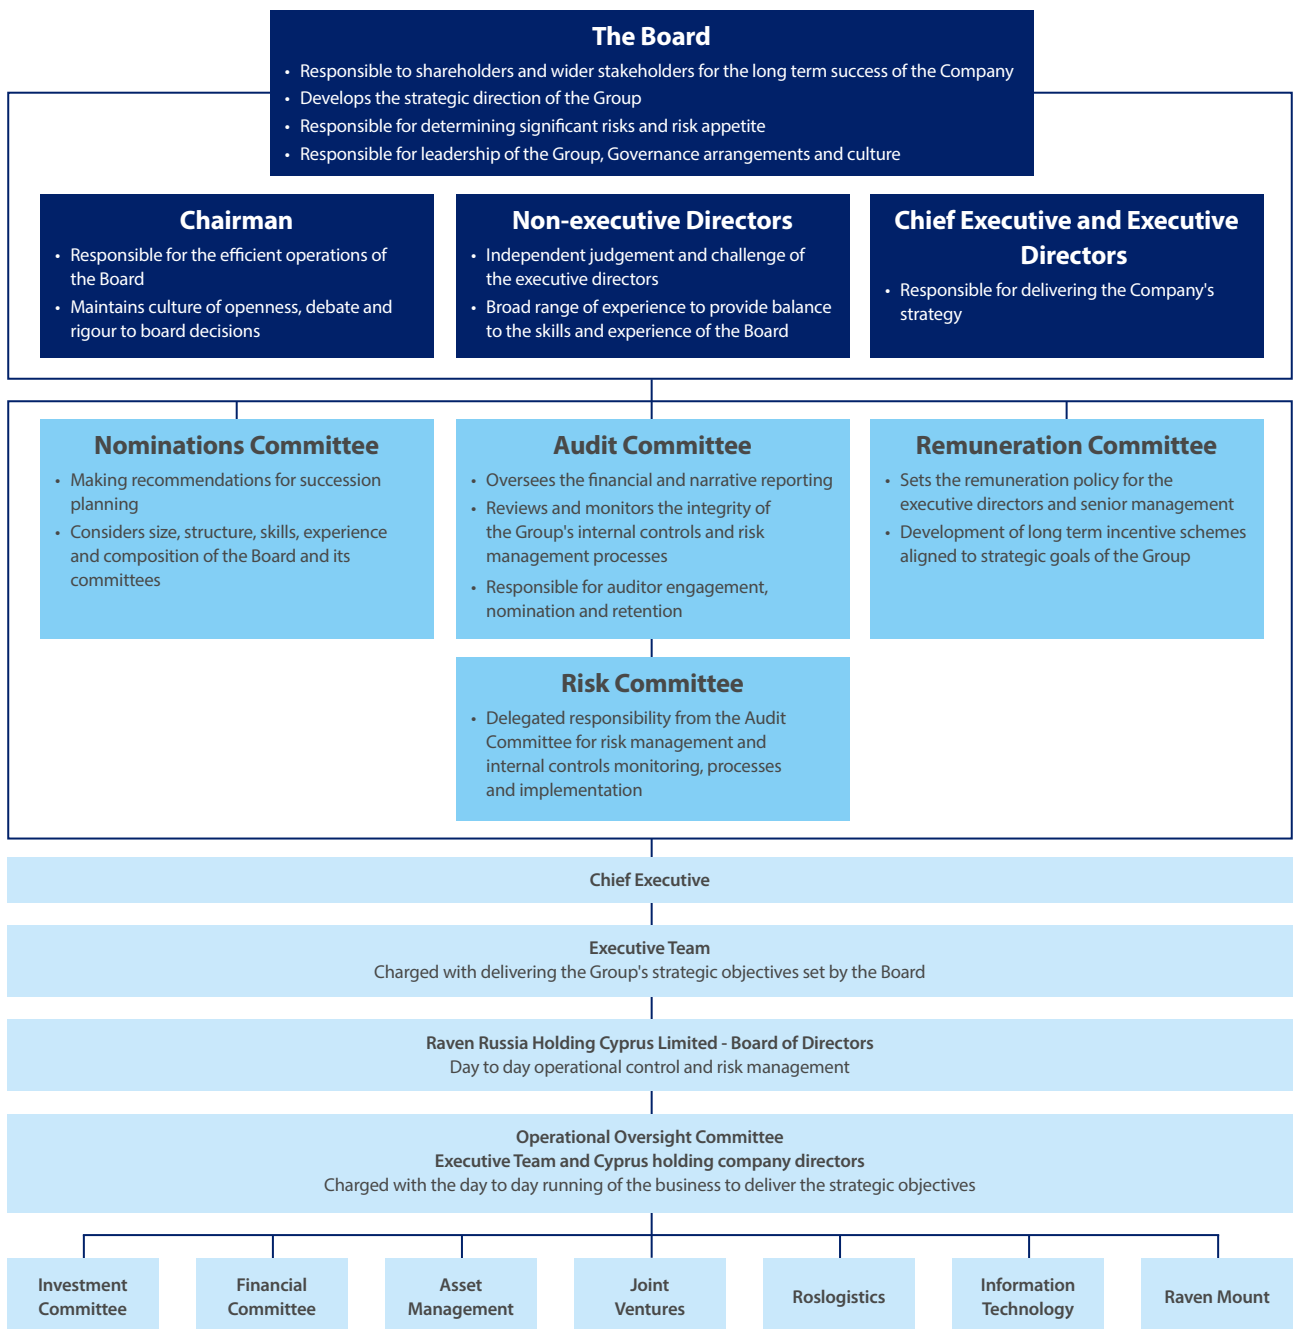 The Board
• Responsible to shareholders and wider stakeholders for the long term success of the Company
• Develops the strategic direction of the Group
• Responsible for determining significant risks and risk appetite
• Responsible for leadership of the Group, Governance arrangements and culture
Chairman
• Responsible for the efficient operations of
the Board
• Maintains culture of openness, debate and
rigour to board decisions
Non-executive Directors
• Independent judgement and challenge of
the executive directors
• Broad range of experience to provide balance
to the skills and experience of the Board
Chief Executive and Executive
Directors
• Responsible for delivering the Company's
strategy
Nominations Committee
• Making recommendations for succession
planning
• Considers size, structure, skills, experience
and composition of the Board and its
committees
Audit Committee
• Oversees the financial and narrative reporting
• Reviews and monitors the integrity of
the Group's internal controls and risk
management processes
• Responsible for auditor engagement,
nomination and retention
Remuneration Committee
• Sets the remuneration policy for the
executive directors and senior management
• Development of long term incentive schemes
aligned to strategic goals of the Group
Risk Committee
• Delegated responsibility from the Audit
Committee for risk management and
internal controls monitoring, processes
and implementation
Chief Executive
Executive Team
Charged with delivering the Group's strategic objectives set by the Board
Raven Russia Holding Cyprus Limited - Board of Directors
Day to day operational control and risk management
Operational Oversight Committee
Executive Team and Cyprus holding company directors
Charged with the day to day running of the business to deliver the strategic objectives
Investment
Committee
Financial
Committee
Asset
Management
Joint
Ventures
Roslogistics
Information
Technology
Raven Mount